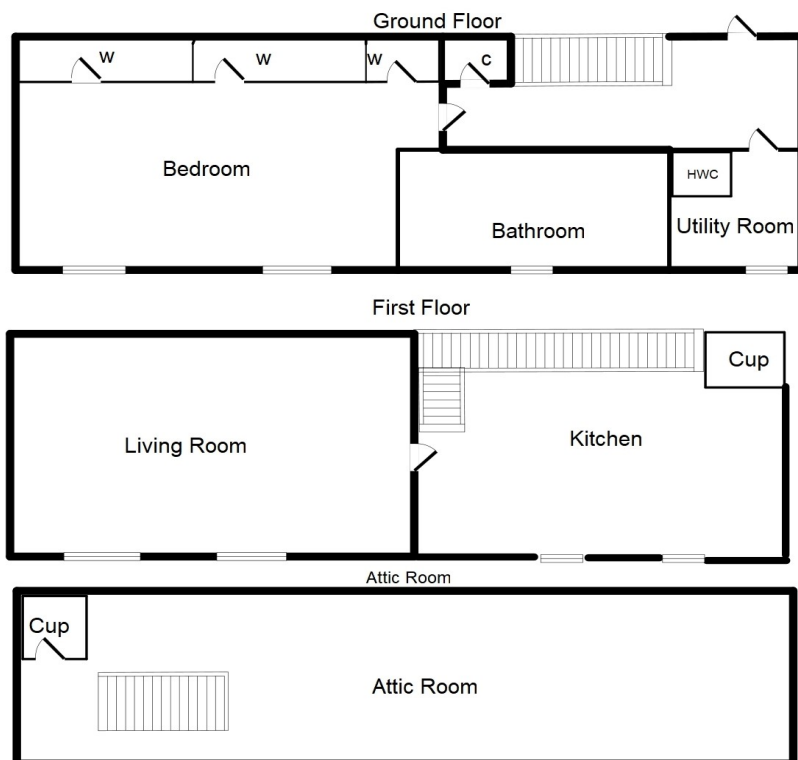 Ground Floor
W
W
W
C
Bedroom
HWC
Bathroom
Utility Room
First Floor
Cup
Living Room
Kitchen
Attic Room
Cup
Attic Room